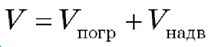 V = V_погр + V_надв